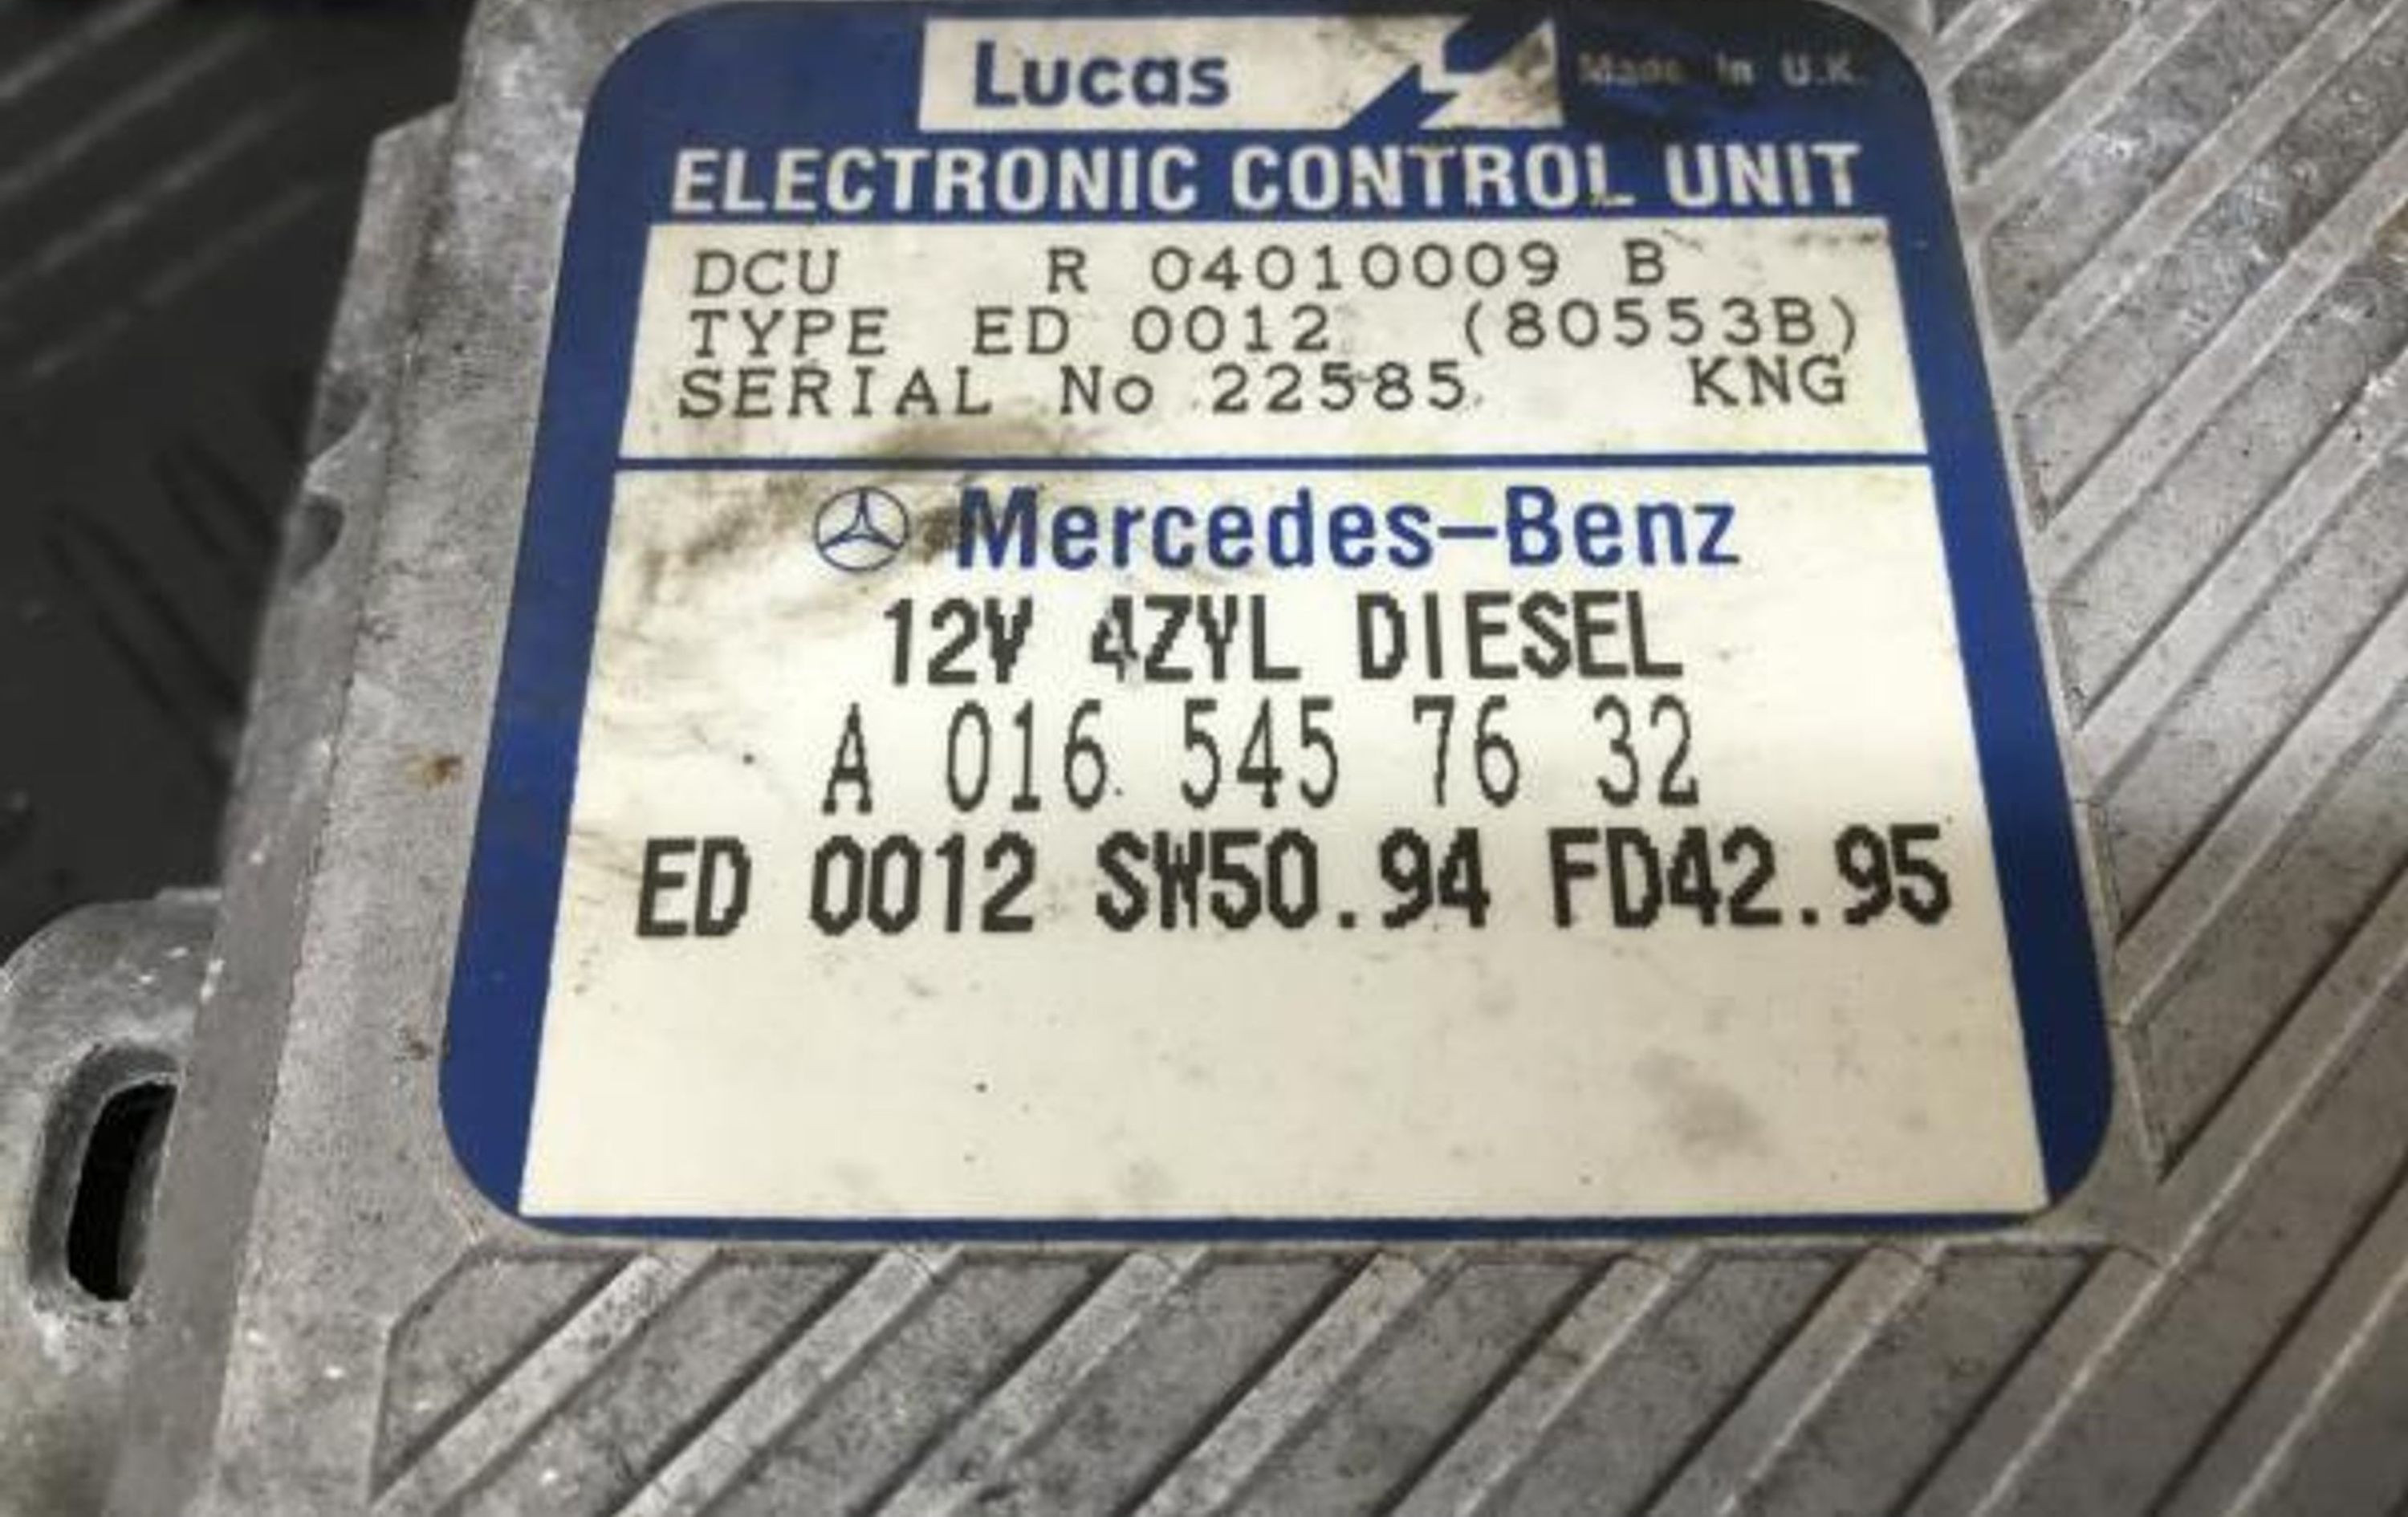 Lucas Made in U.K.
ELECTRONIC CONTROL UNIT
DCU R 04010009 B
TYPE ED 0012 (80553B)
SERIAL No 22585 KNG
Mercedes-Benz
12V 4ZYL DIESEL
A 016 545 76 32
ED 0012 SW50.94 FD42.95